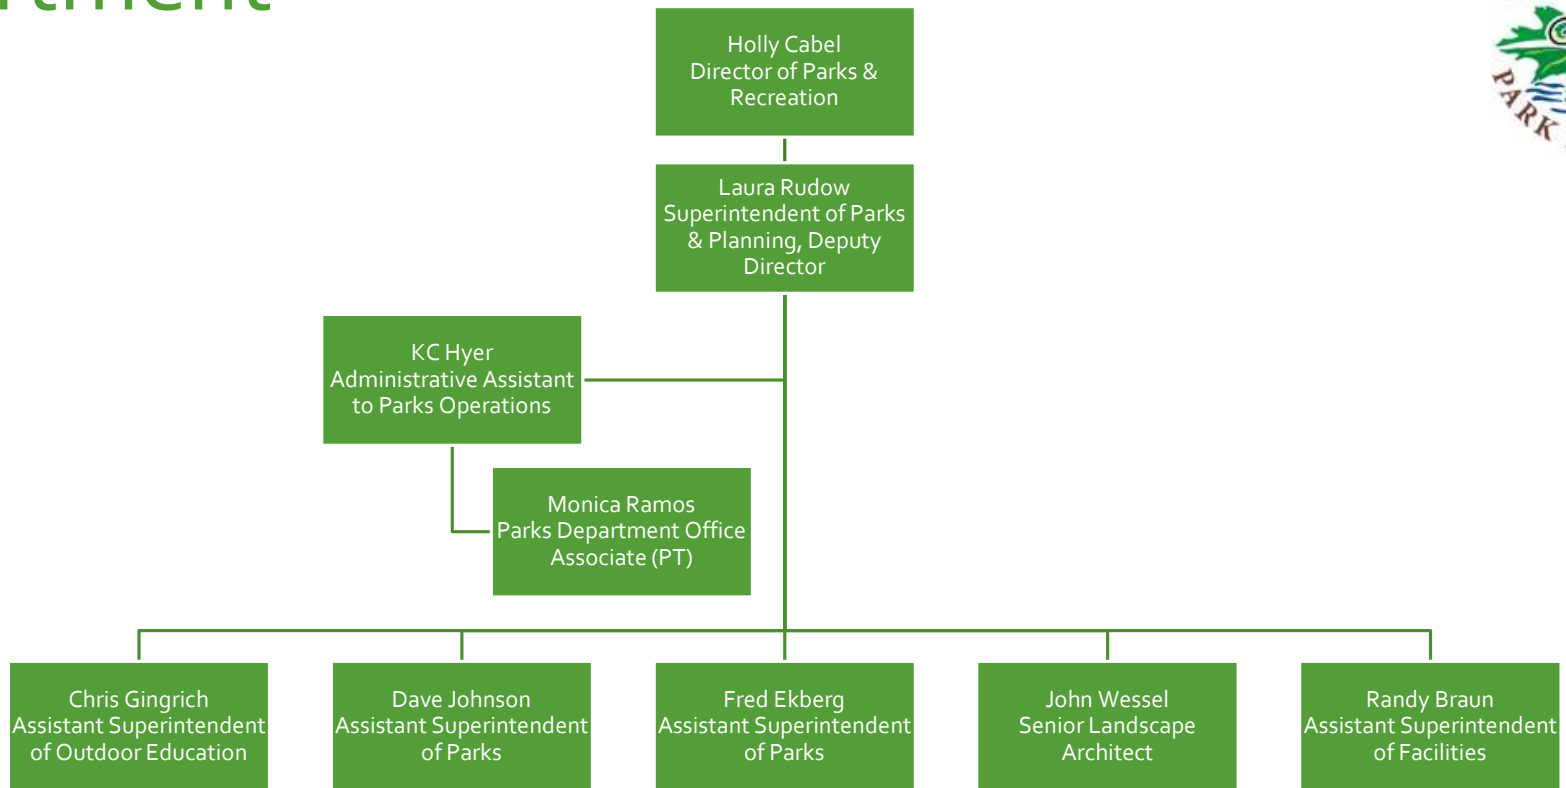 Holly Cabel
Director of Parks &
Recreation
Laura Rudow
Superintendent of Parks
& Planning, Deputy
Director
KC Hyer
Administrative Assistant
to Parks Operations
Monica Ramos
Parks Department Office
Associate (PT)
Chris Gingrich
Assistant Superintendent
of Outdoor Education
Dave Johnson
Assistant Superintendent
of Parks
Fred Ekberg
Assistant Superintendent
of Parks
John Wessel
Senior Landscape
Architect
Randy Braun
Assistant Superintendent
of Facilities
PARK